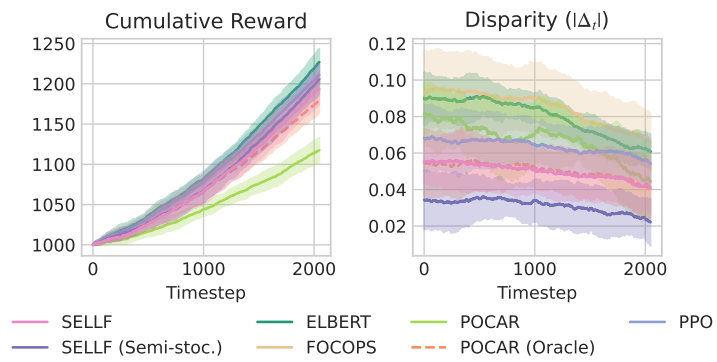 Cumulative Reward
Disparity (|Δ_t|)
1250
1200
1150
1100
1050
1000
0 1000 2000
Timestep
0.12
0.10
0.08
0.06
0.04
0.02
0 1000 2000
Timestep
SELLF ELBERT POCAR PPO
SELLF (Semi-stoc.) FOCOPS POCAR (Oracle)